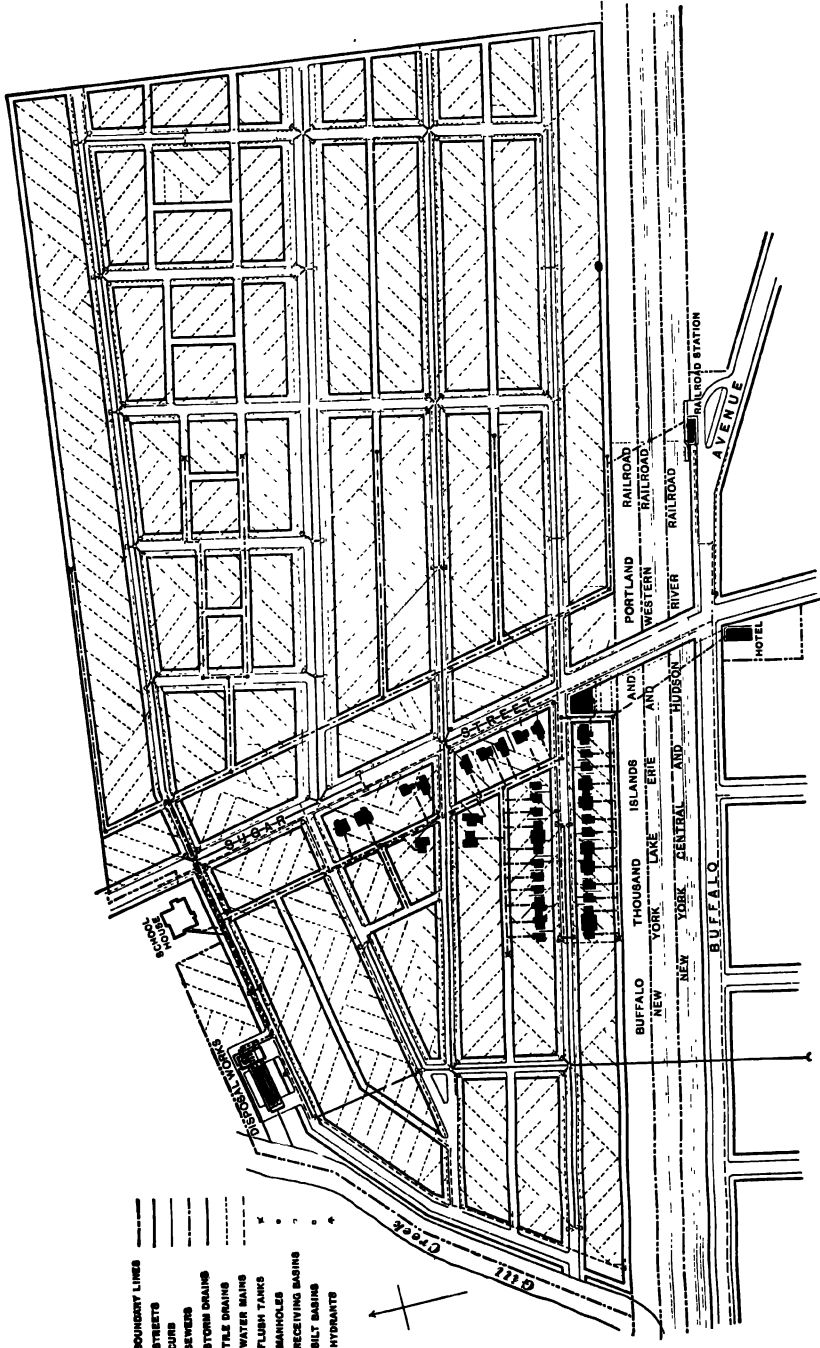 SCHOOL
HOUSE
DISPOSAL WORKS
SUGAR STREET
Gill Creek
BOUNDARY LINES
STREETS
CURB
SEWERS
STORM DRAINS
TILE DRAINS
WATER MAINS
FLUSH TANKS
MANHOLES
RECEIVING BASINS
SILT BASINS
HYDRANTS
BUFFALO THOUSAND ISLANDS AND PORTLAND RAILROAD
NEW YORK LAKE ERIE AND WESTERN RAILROAD
NEW YORK CENTRAL AND HUDSON RIVER RAILROAD
BUFFALO AVENUE
HOTEL
RAILROAD STATION